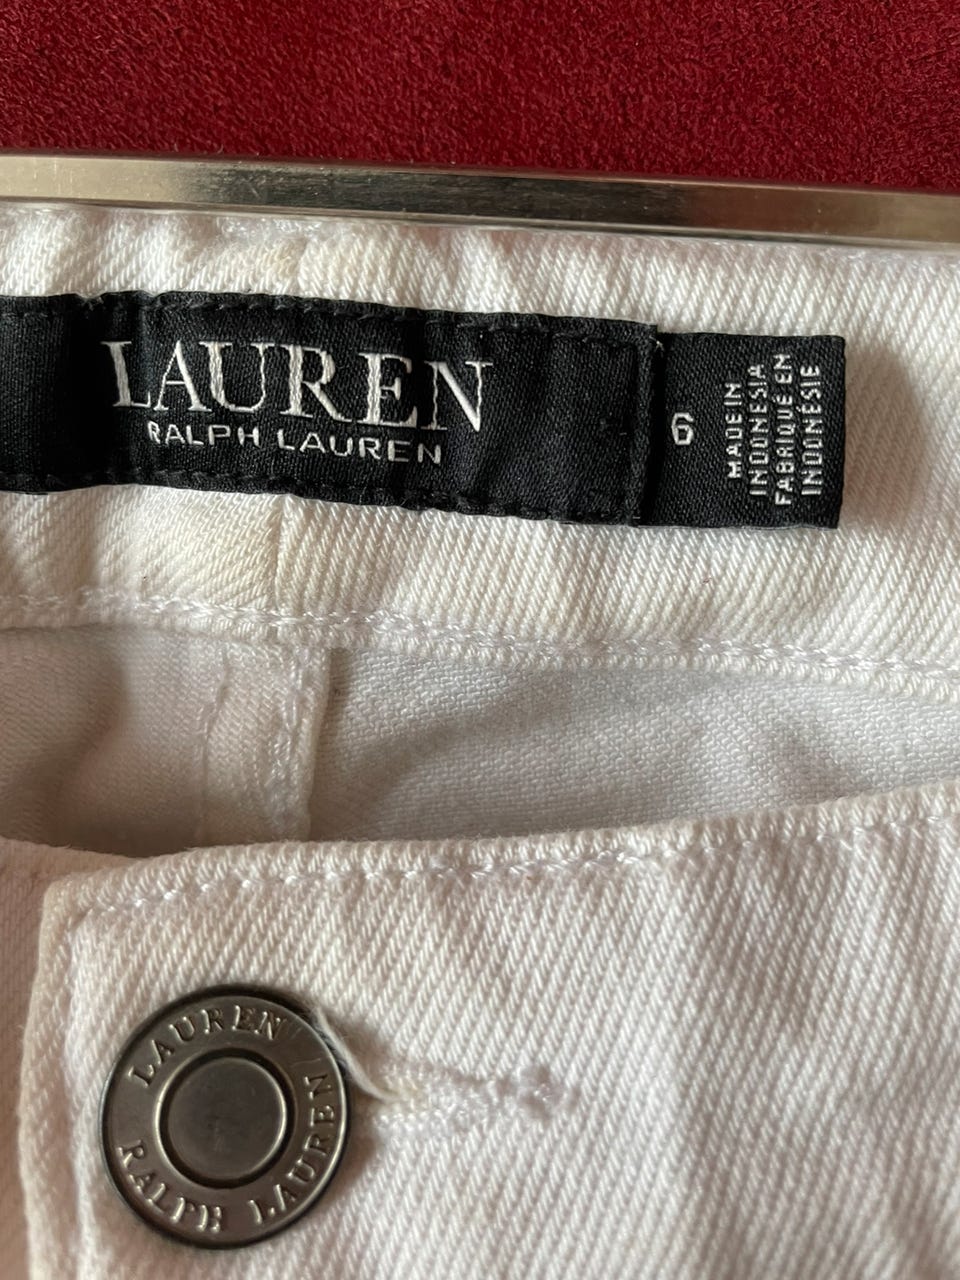 LAUREN
RALPH LAUREN
6
MADE IN
INDONESIA
FABRIQUÉ EN
INDONÉSIE
LAUREN
RALPH LAUREN